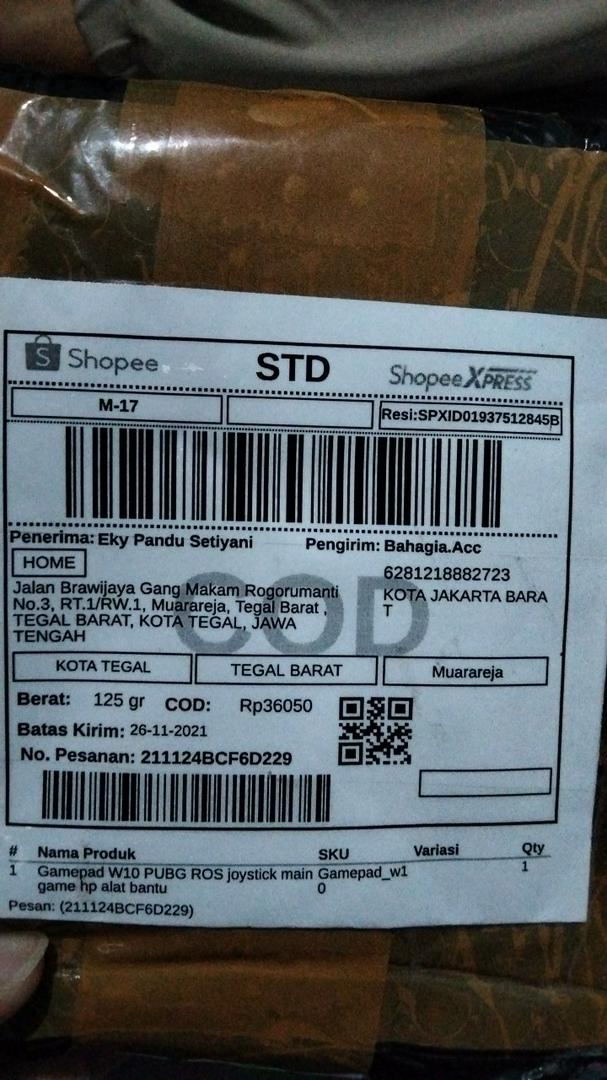 Shopee
STD
Shopee XPRESS
M-17
Resi:SPXID01937512845B
Penerima: Eky Pandu Setiyani
Pengirim: Bahagia.Acc
HOME
6281218882723
KOTA JAKARTA BARA
T
Jalan Brawijaya Gang Makam Rogorumanti
No.3, RT.1/RW.1, Muarareja, Tegal Barat ,
TEGAL BARAT, KOTA TEGAL, JAWA
TENGAH
COD
KOTA TEGAL
TEGAL BARAT
Muarareja
Berat: 125 gr COD: Rp36050
Batas Kirim: 26-11-2021
No. Pesanan: 211124BCF6D229
# Nama Produk SKU Variasi Qty
1 Gamepad W10 PUBG ROS joystick main Gamepad_w1 1
game hp alat bantu 0
Pesan: (211124BCF6D229)